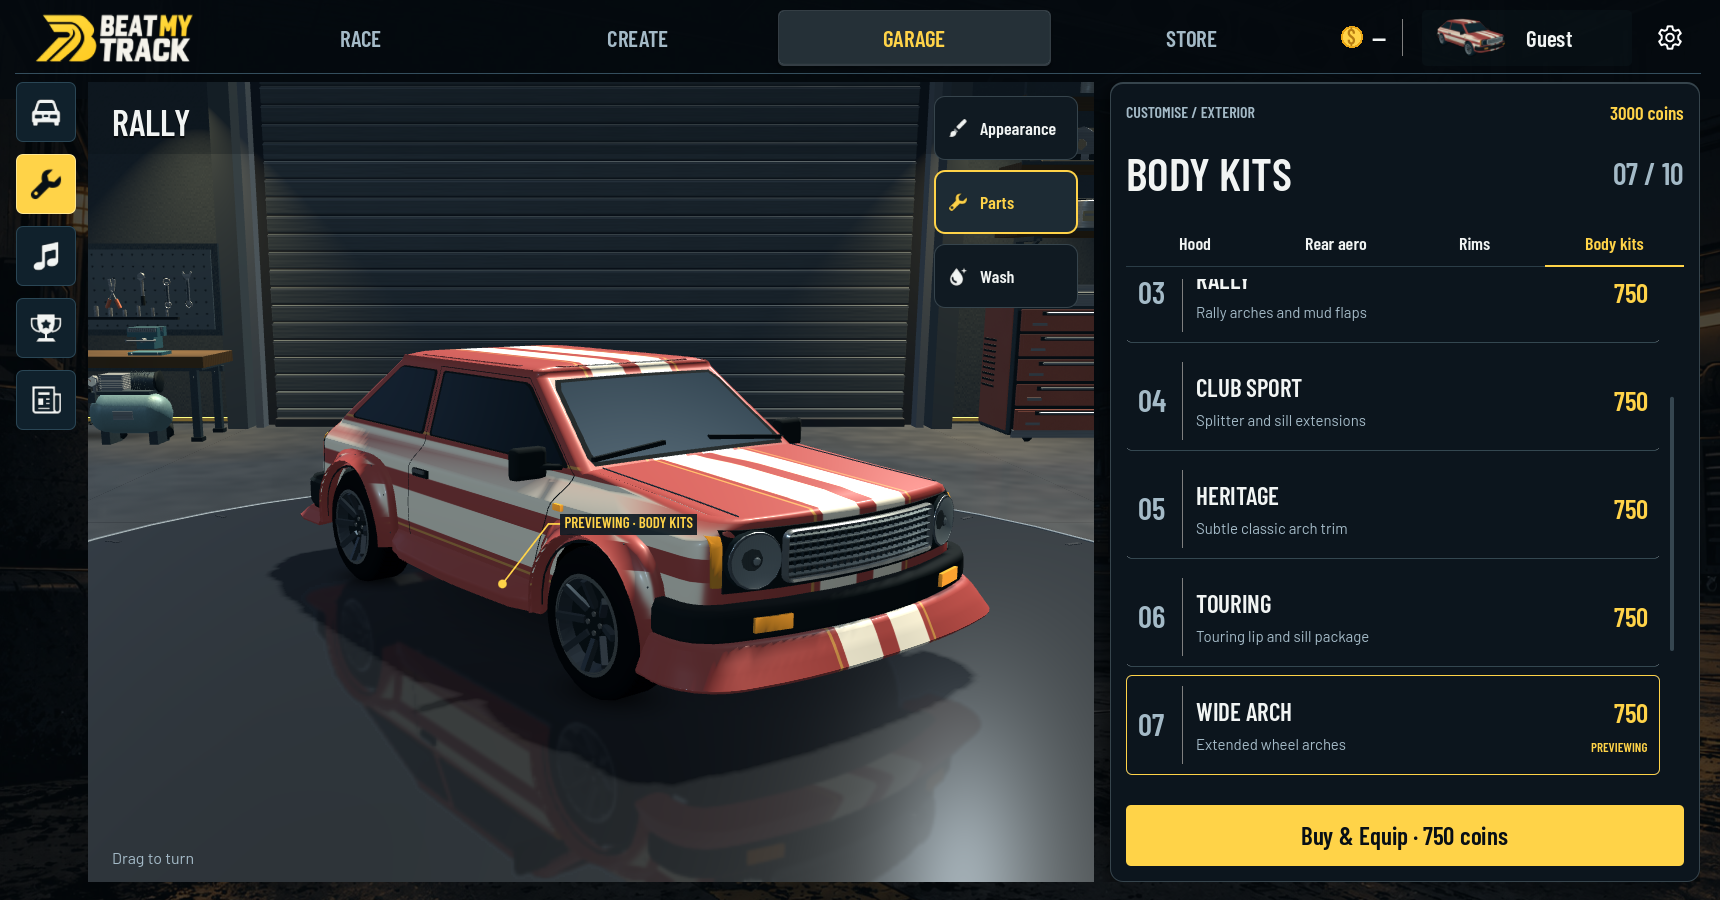 BEAT MY
TRACK
RACE
CREATE
GARAGE
STORE
–
Guest
RALLY
Appearance
Parts
Wash
PREVIEWING · BODY KITS
Drag to turn
CUSTOMISE / EXTERIOR
3000 coins
BODY KITS
07 / 10
Hood
Rear aero
Rims
Body kits
03
RALLY
Rally arches and mud flaps
750
04
CLUB SPORT
Splitter and sill extensions
750
05
HERITAGE
Subtle classic arch trim
750
06
TOURING
Touring lip and sill package
750
07
WIDE ARCH
Extended wheel arches
750
PREVIEWING
Buy & Equip · 750 coins